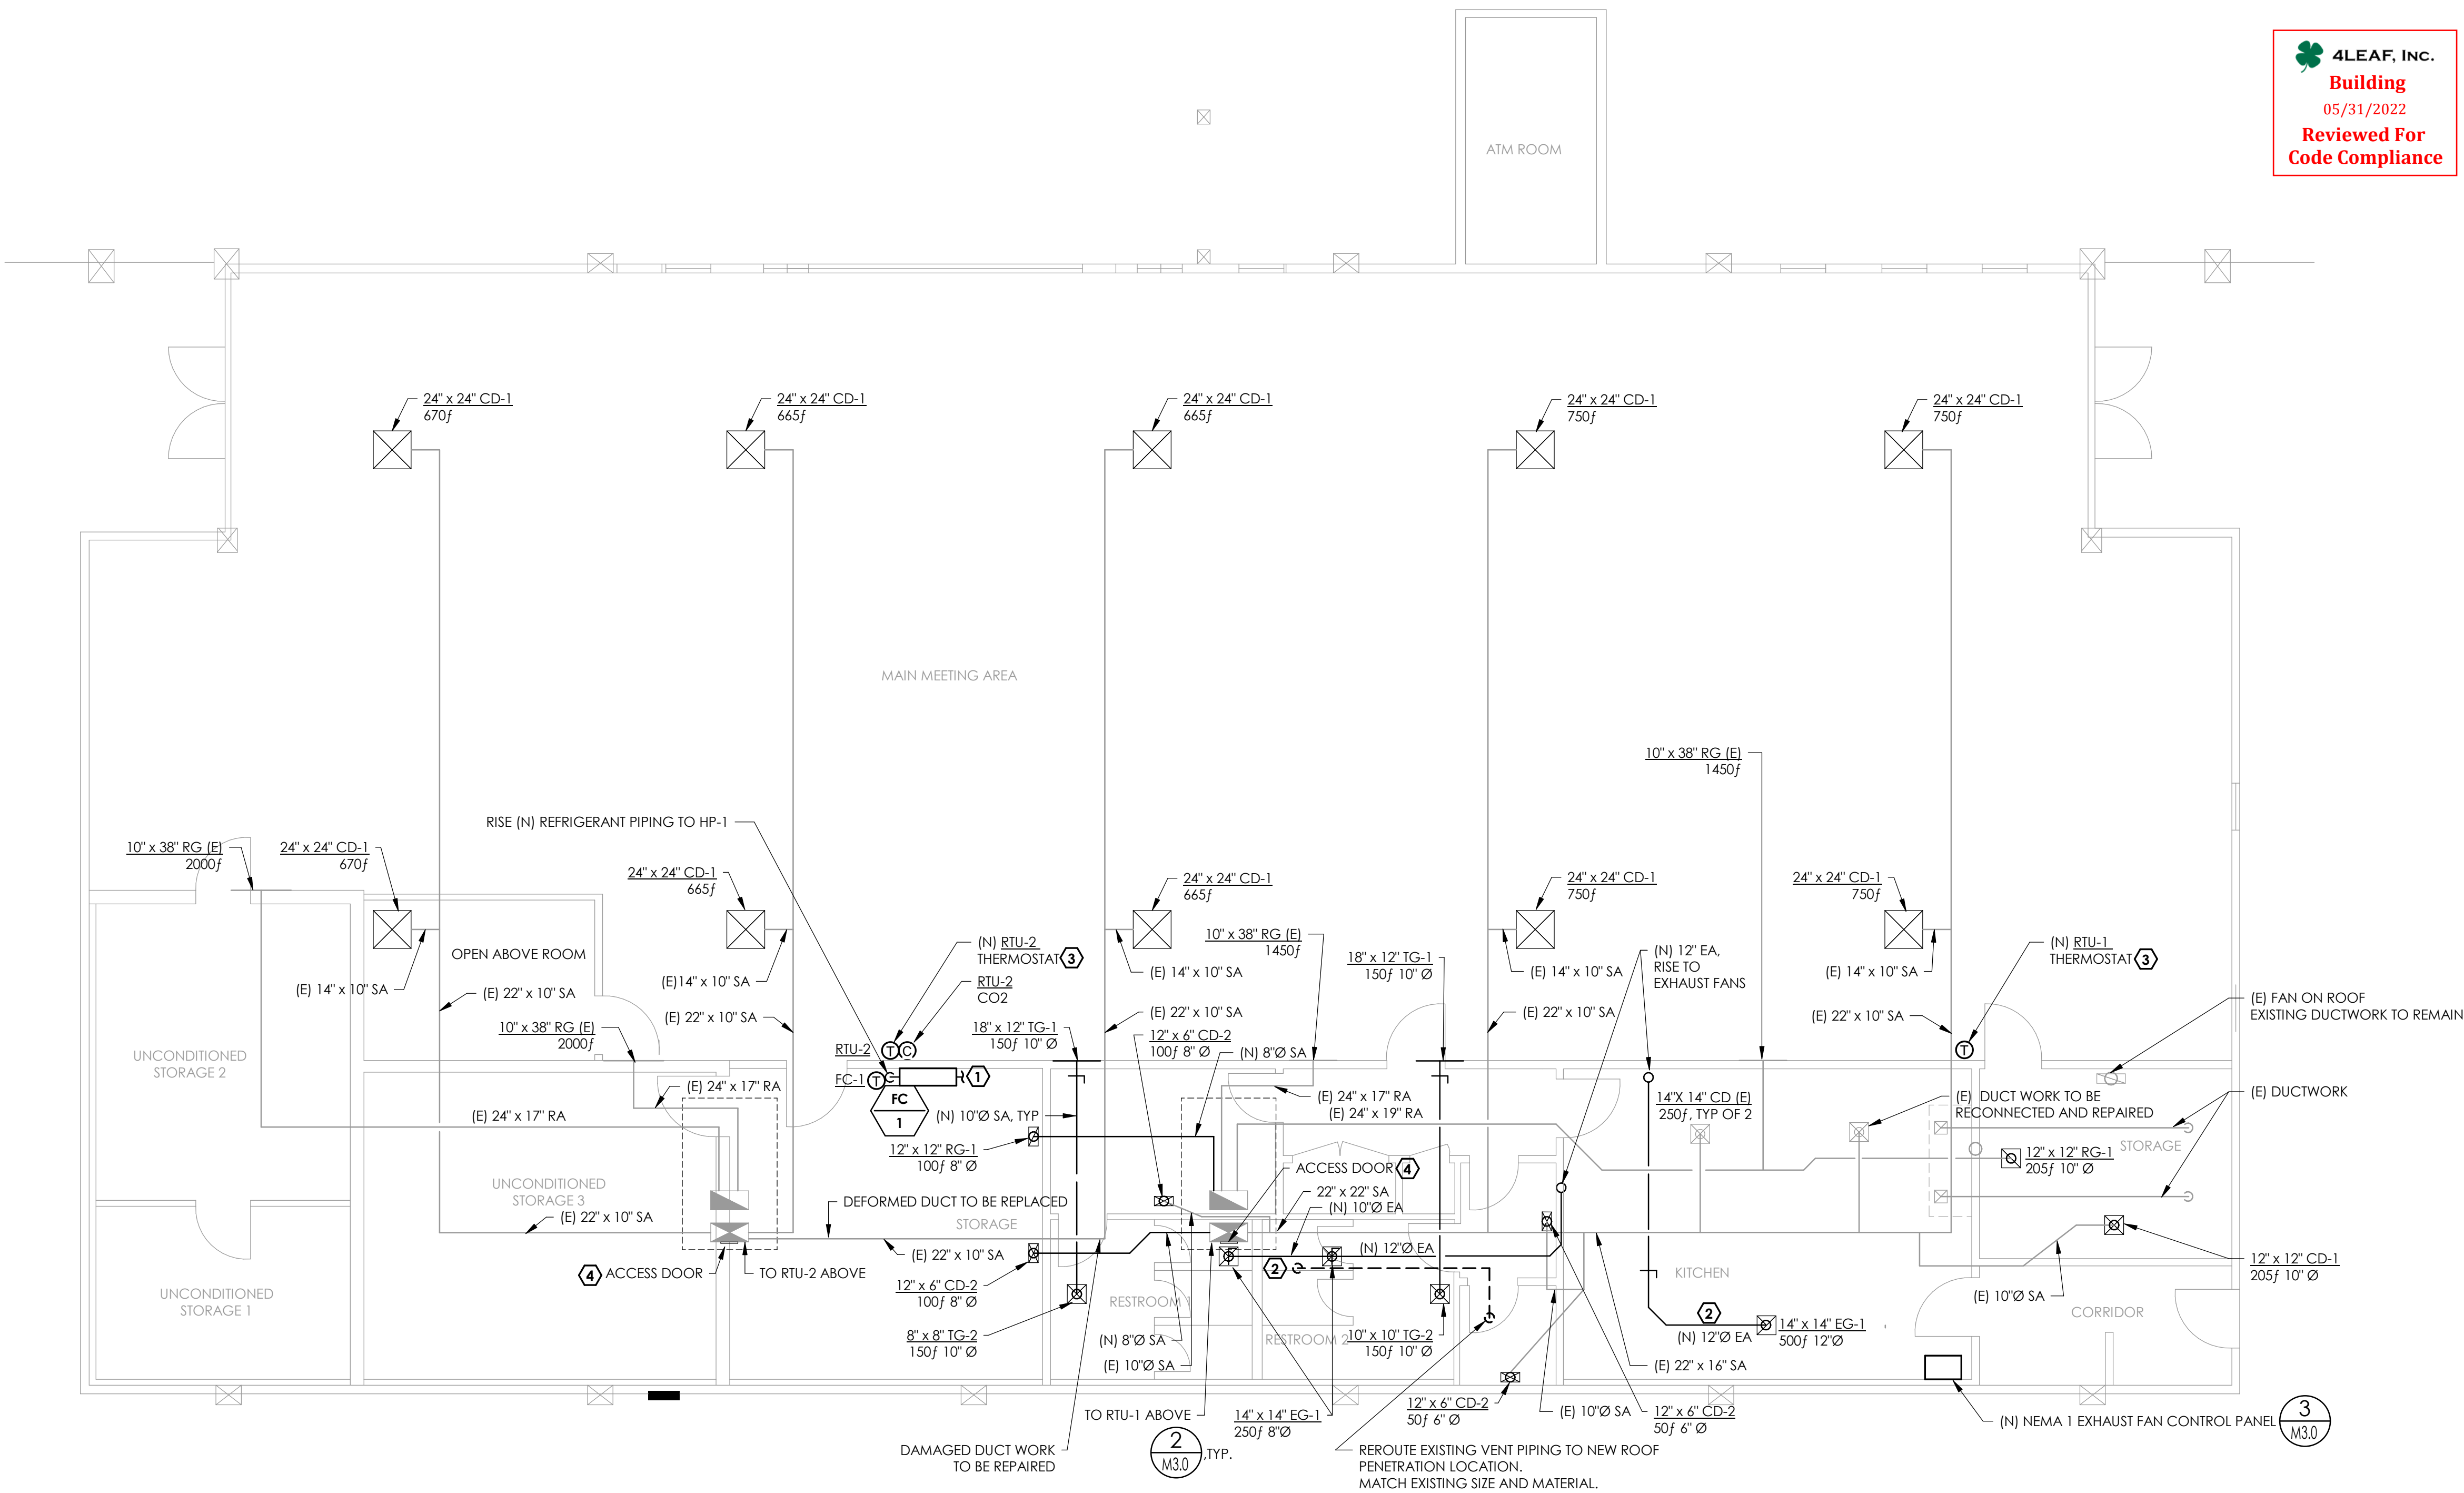 4LEAF, INC.
Building
05/31/2022
Reviewed For
Code Compliance
ATM ROOM
24" x 24" CD-1
670ƒ
24" x 24" CD-1
665ƒ
24" x 24" CD-1
665ƒ
24" x 24" CD-1
750ƒ
24" x 24" CD-1
750ƒ
MAIN MEETING AREA
10" x 38" RG (E)
1450ƒ
RISE (N) REFRIGERANT PIPING TO HP-1
10" x 38" RG (E)
2000ƒ
24" x 24" CD-1
670ƒ
24" x 24" CD-1
665ƒ
24" x 24" CD-1
665ƒ
24" x 24" CD-1
750ƒ
24" x 24" CD-1
750ƒ
OPEN ABOVE ROOM
(E) 14" x 10" SA
(E) 22" x 10" SA
(E)14" x 10" SA
(E) 22" x 10" SA
10" x 38" RG (E)
2000ƒ
(N) RTU-2
THERMOSTAT 3
RTU-2
CO2
RTU-2 T C
FC-1 T C
1
FC
1
18" x 12" TG-1
150ƒ 10" Ø
(E) 14" x 10" SA
(E) 22" x 10" SA
12" x 6" CD-2
100ƒ 8" Ø
(N) 8"Ø SA
10" x 38" RG (E)
1450ƒ
18" x 12" TG-1
150ƒ 10" Ø
(E) 14" x 10" SA
(E) 22" x 10" SA
(N) 12" EA,
RISE TO
EXHAUST FANS
(E) 14" x 10" SA
(E) 22" x 10" SA
T
(N) RTU-1
THERMOSTAT 3
(E) FAN ON ROOF
EXISTING DUCTWORK TO REMAIN
UNCONDITIONED
STORAGE 2
(E) 24" x 17" RA
(E) 24" x 17" RA
(N) 10"Ø SA, TYP
12" x 12" RG-1
100ƒ 8" Ø
(E) 24" x 17" RA
(E) 24" x 19" RA
14"X 14" CD (E)
250ƒ, TYP OF 2
(E) DUCT WORK TO BE
RECONNECTED AND REPAIRED
(E) DUCTWORK
12" x 12" RG-1
205ƒ 10" Ø
STORAGE
UNCONDITIONED
STORAGE 3
DEFORMED DUCT TO BE REPLACED
STORAGE
ACCESS DOOR 4
22" x 22" SA
(N) 10"Ø EA
(N) 12"Ø EA
2
(E) 22" x 10" SA
(E) 22" x 10" SA
4 ACCESS DOOR
TO RTU-2 ABOVE
12" x 6" CD-2
100ƒ 8" Ø
KITCHEN
12" x 12" CD-1
205ƒ 10" Ø
UNCONDITIONED
STORAGE 1
RESTROOM 1
RESTROOM 2
(E) 10"Ø SA
CORRIDOR
8" x 8" TG-2
150ƒ 10" Ø
(N) 8"Ø SA
(E) 10"Ø SA
10" x 10" TG-2
150ƒ 10" Ø
2
(N) 12"Ø EA
14" x 14" EG-1
500ƒ 12"Ø
(E) 22" x 16" SA
TO RTU-1 ABOVE
14" x 14" EG-1
250ƒ 8"Ø
12" x 6" CD-2
50ƒ 6" Ø
(E) 10"Ø SA
12" x 6" CD-2
50ƒ 6" Ø
(N) NEMA 1 EXHAUST FAN CONTROL PANEL
3
M3.0
DAMAGED DUCT WORK
TO BE REPAIRED
2
M3.0
,TYP.
REROUTE EXISTING VENT PIPING TO NEW ROOF
PENETRATION LOCATION.
MATCH EXISTING SIZE AND MATERIAL.